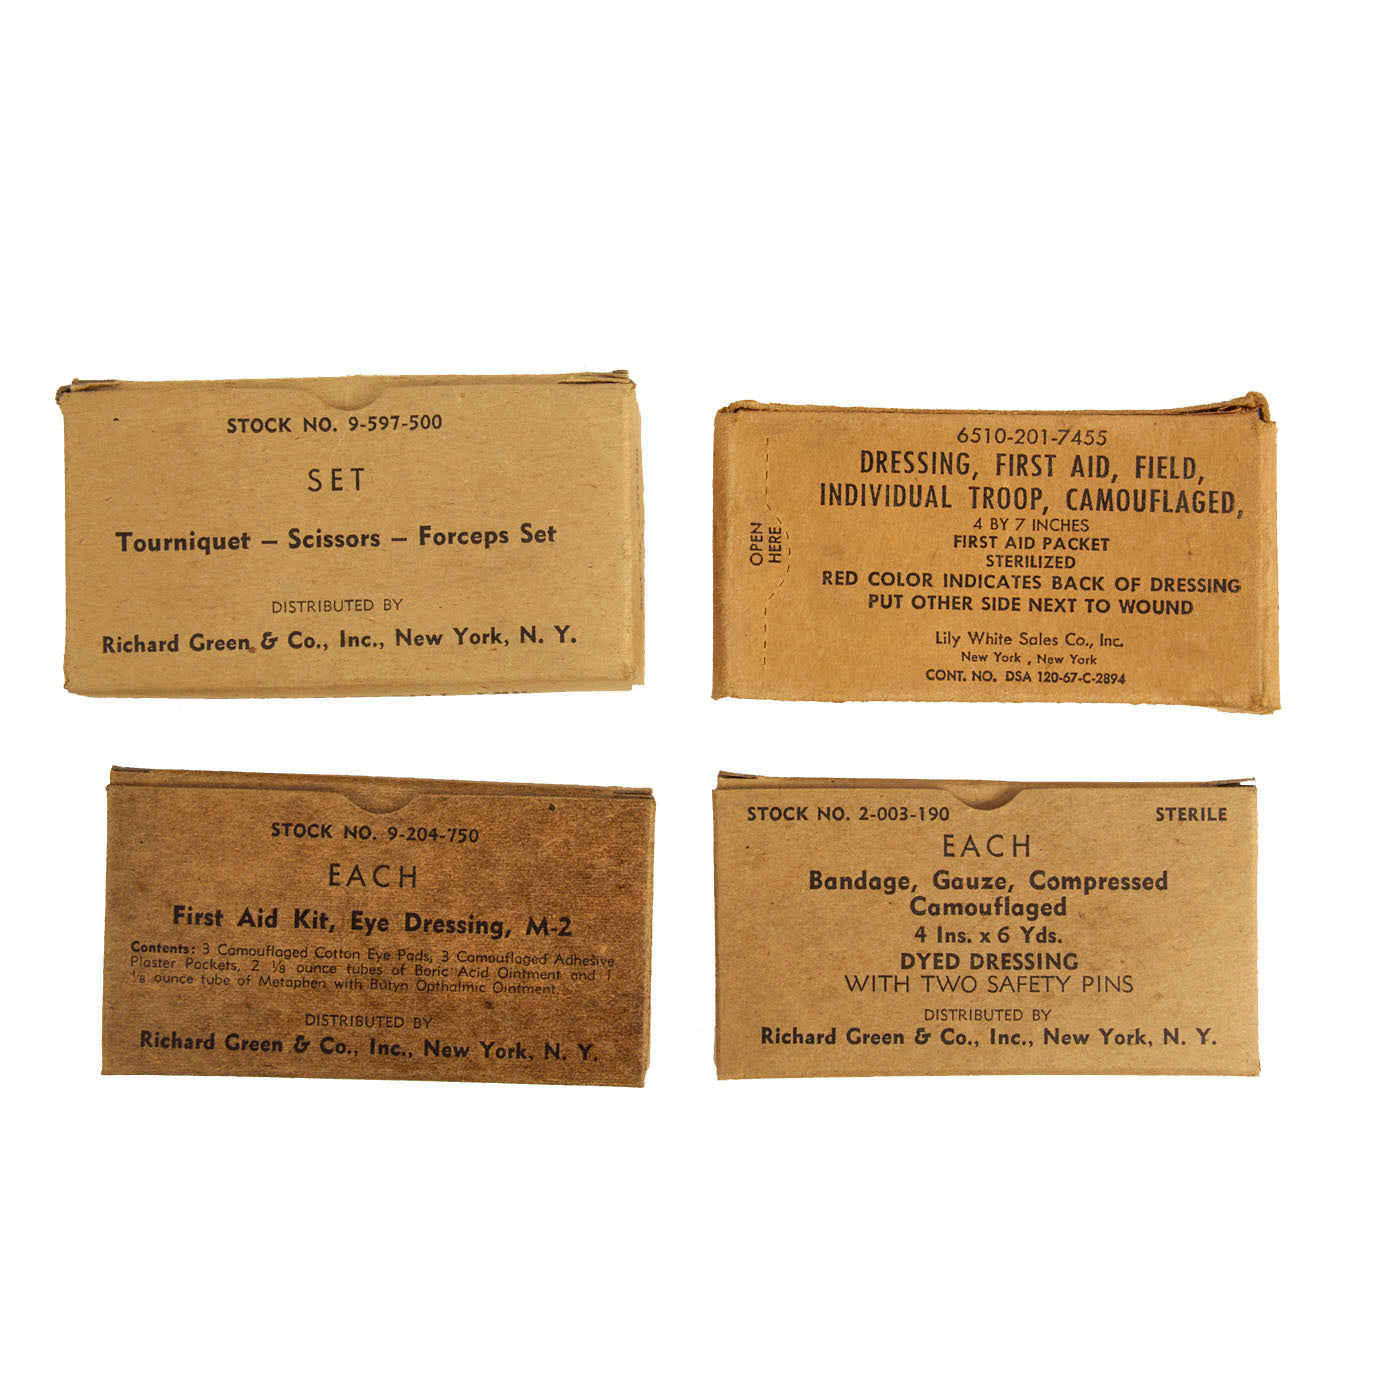 STOCK NO. 9-597-500
SET
Tourniquet – Scissors – Forceps Set
DISTRIBUTED BY
Richard Green & Co., Inc., New York, N. Y.
6510-201-7455
DRESSING, FIRST AID, FIELD,
INDIVIDUAL TROOP, CAMOUFLAGED,
4 BY 7 INCHES
FIRST AID PACKET
STERILIZED
RED COLOR INDICATES BACK OF DRESSING
PUT OTHER SIDE NEXT TO WOUND
Lily White Sales Co., Inc.
New York , New York
CONT. NO. DSA 120-67-C-2894
OPEN
HERE
STOCK NO. 9-204-750
EACH
First Aid Kit, Eye Dressing, M-2
Contents: 3 Camouflaged Cotton Eye Pads, 3 Camouflaged Adhesive
Plaster Packets, 2 1/8 ounce tubes of Boric Acid Ointment and 1
1/8 ounce tube of Metaphen with Butyn Opthalmic Ointment.
DISTRIBUTED BY
Richard Green & Co., Inc., New York, N. Y.
STOCK NO. 2-003-190 STERILE
EACH
Bandage, Gauze, Compressed
Camouflaged
4 Ins. x 6 Yds.
DYED DRESSING
WITH TWO SAFETY PINS
DISTRIBUTED BY
Richard Green & Co., Inc., New York, N. Y.